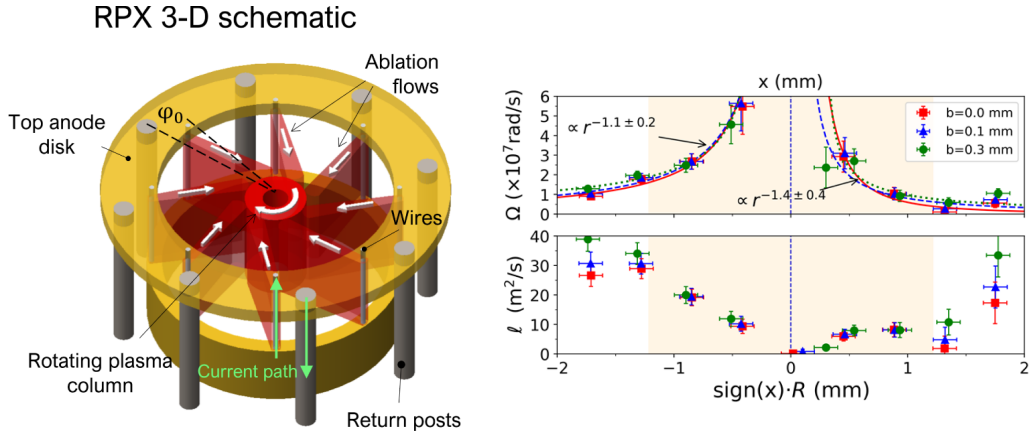 RPX 3-D schematic
Ablation
flows
φ₀
Top anode
disk
Wires
Rotating plasma
column
Current path
Return posts
x (mm)
Ω (×10⁷rad/s)
6
5
4
3
2
1
0
∝ r⁻¹·¹ ± ⁰·²
∝ r⁻¹·⁴ ± ⁰·⁴
b=0.0 mm
b=0.1 mm
b=0.3 mm
ℓ (m²/s)
40
30
20
10
0
−2 −1 0 1 2
sign(x)·R (mm)